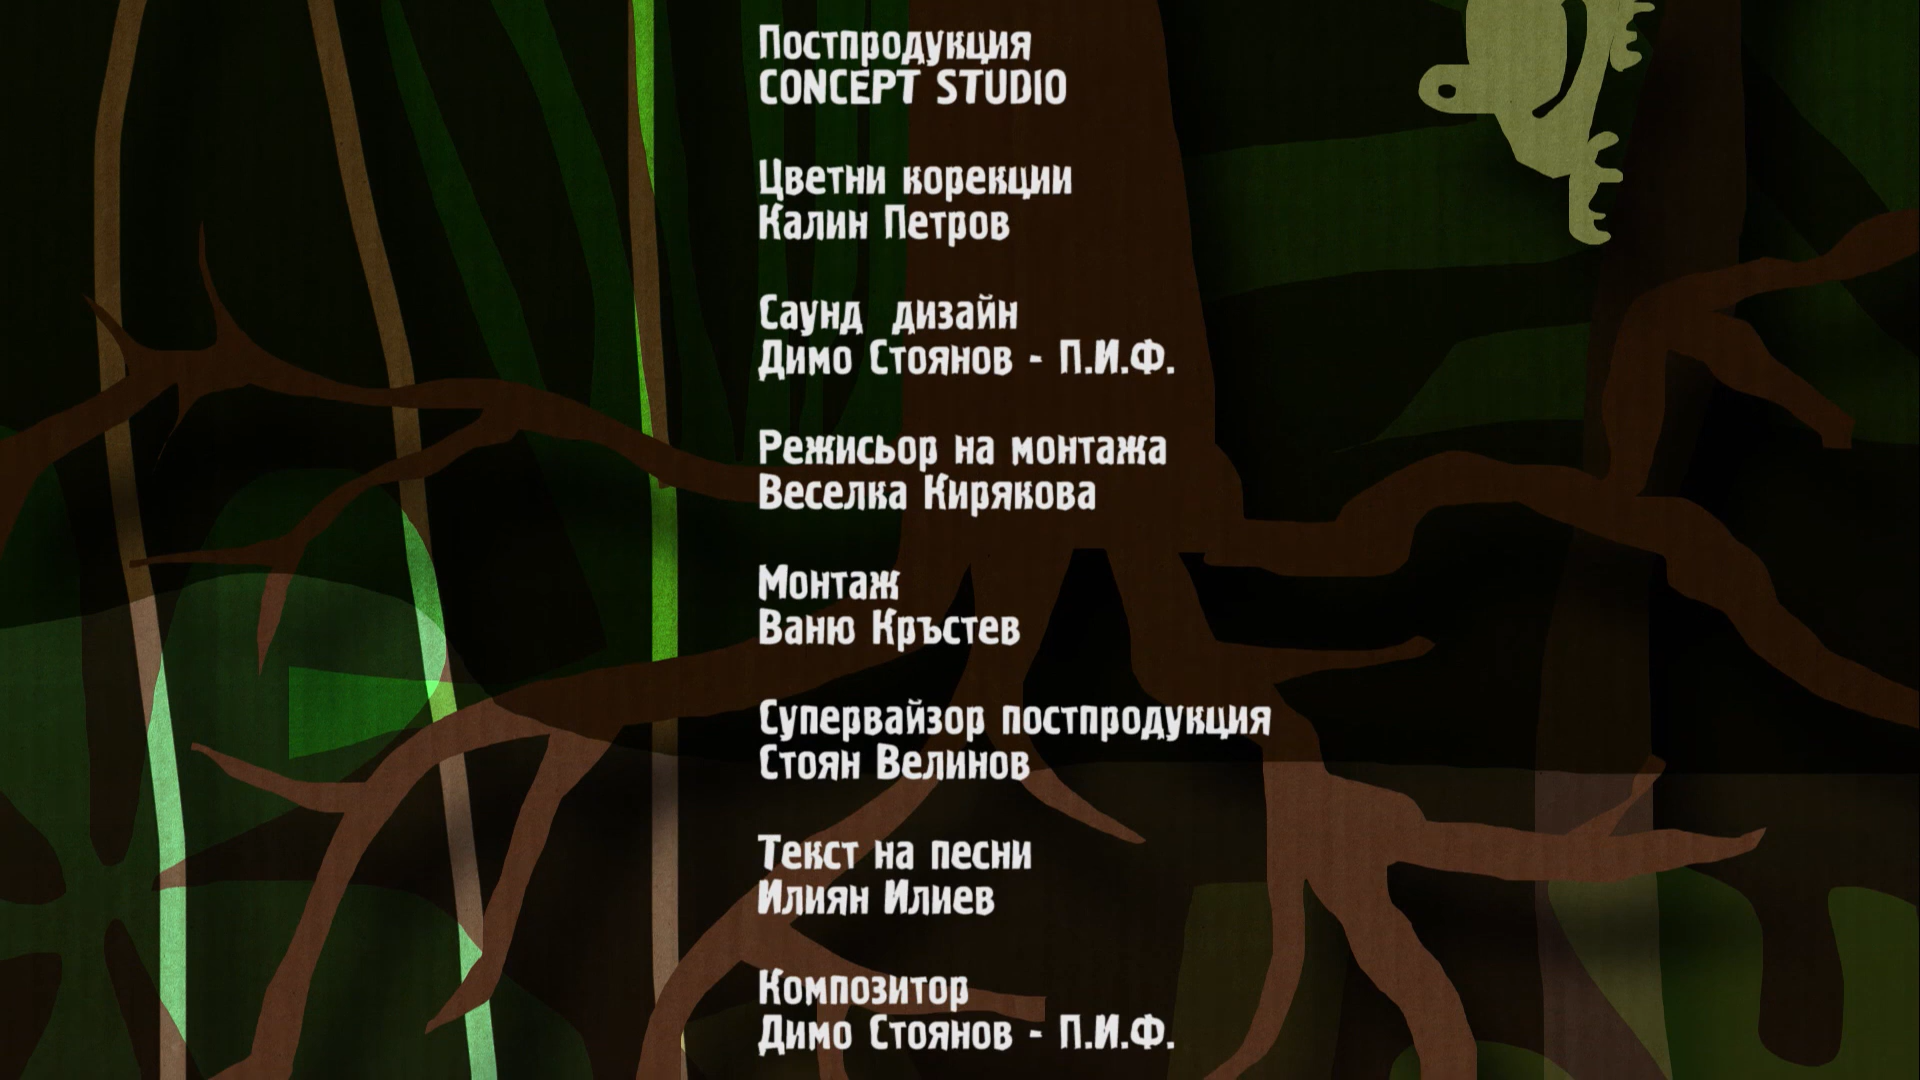 Постпродукция
CONCEPT STUDIO
Цветни корекции
Калин Петров
Саунд дизайн
Димо Стоянов - П.И.Ф.
Режисьор на монтажа
Веселка Кирякова
Монтаж
Ваню Кръстев
Супервайзор постпродукция
Стоян Велинов
Текст на песни
Илиян Илиев
Композитор
Димо Стоянов - П.И.Ф.